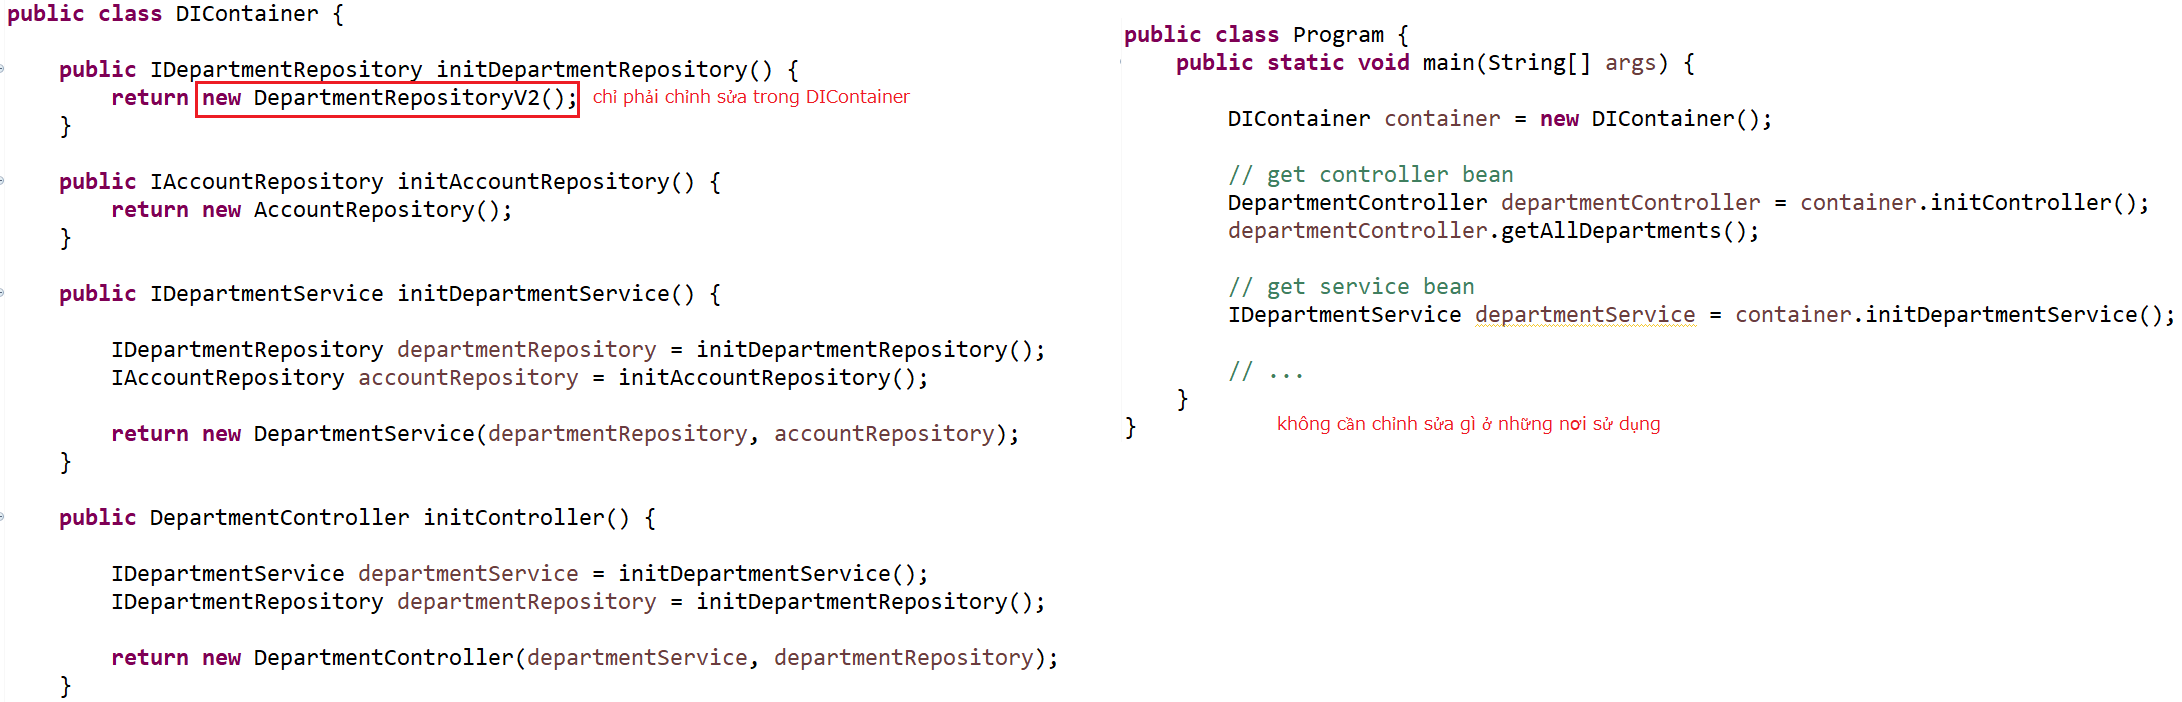 public class DIContainer {
public IDepartmentRepository initDepartmentRepository() {
return new DepartmentRepositoryV2(); chỉ phải chỉnh sửa trong DIContainer
}
public IAccountRepository initAccountRepository() {
return new AccountRepository();
}
public IDepartmentService initDepartmentService() {
IDepartmentRepository departmentRepository = initDepartmentRepository();
IAccountRepository accountRepository = initAccountRepository();
return new DepartmentService(departmentRepository, accountRepository);
}
public DepartmentController initController() {
IDepartmentService departmentService = initDepartmentService();
IDepartmentRepository departmentRepository = initDepartmentRepository();
return new DepartmentController(departmentService, departmentRepository);
}
public class Program {
public static void main(String[] args) {
DIContainer container = new DIContainer();
// get controller bean
DepartmentController departmentController = container.initController();
departmentController.getAllDepartments();
// get service bean
IDepartmentService departmentService = container.initDepartmentService();
// ...
}
}
không cần chỉnh sửa gì ở những nơi sử dụng